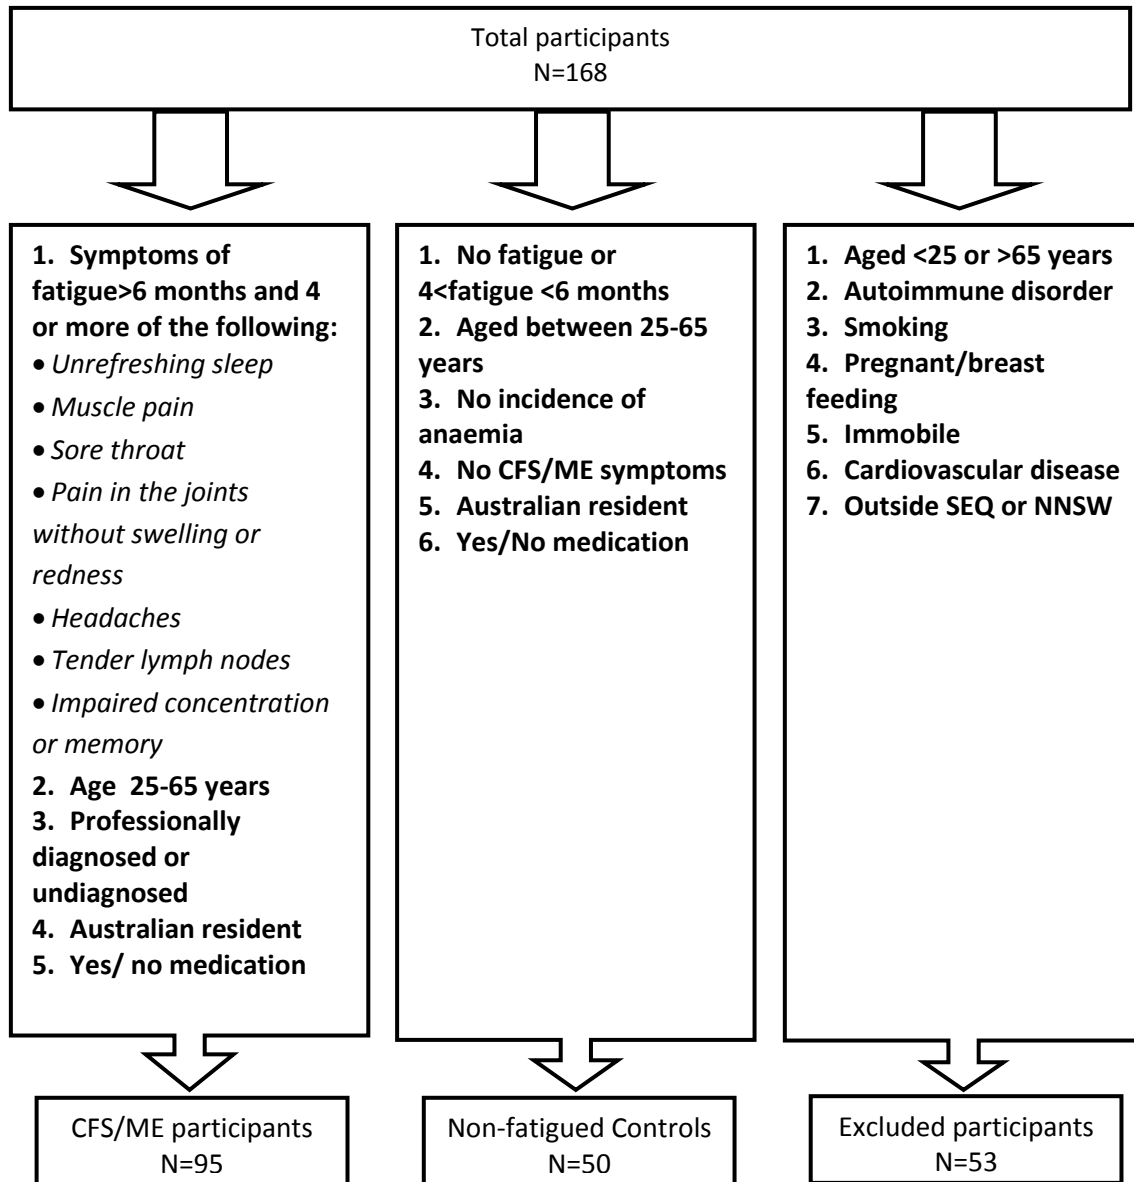 Total participants
N=168
1. Symptoms of
fatigue>6 months and 4
or more of the following:
• Unrefreshing sleep
• Muscle pain
• Sore throat
• Pain in the joints
without swelling or
redness
• Headaches
• Tender lymph nodes
• Impaired concentration
or memory
2. Age 25-65 years
3. Professionally
diagnosed or
undiagnosed
4. Australian resident
5. Yes/ no medication
1. No fatigue or
4<fatigue <6 months
2. Aged between 25-65
years
3. No incidence of
anaemia
4. No CFS/ME symptoms
5. Australian resident
6. Yes/No medication
1. Aged <25 or >65 years
2. Autoimmune disorder
3. Smoking
4. Pregnant/breast
feeding
5. Immobile
6. Cardiovascular disease
7. Outside SEQ or NNSW
CFS/ME participants
N=95
Non-fatigued Controls
N=50
Excluded participants
N=53